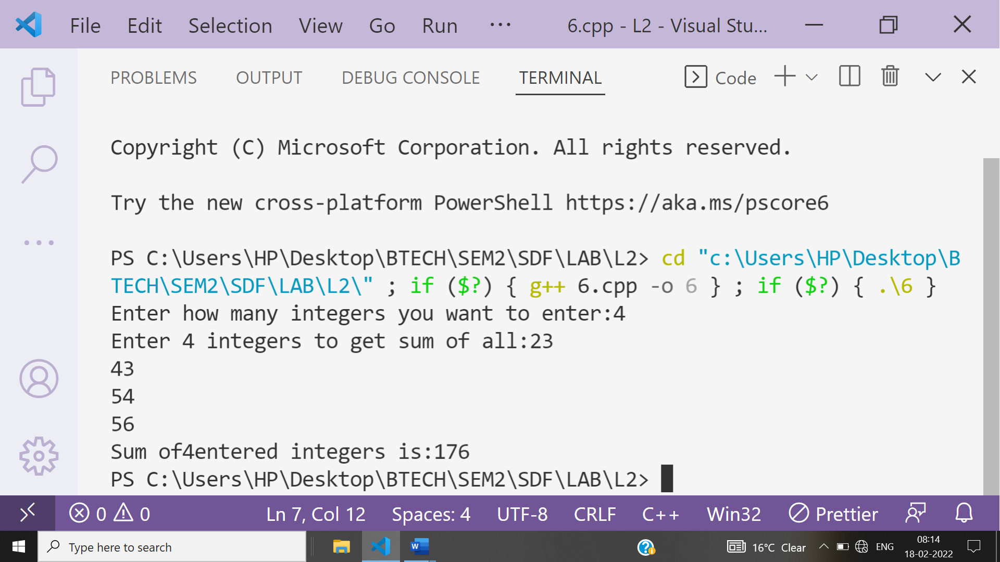 File Edit Selection View Go Run ··· 6.cpp - L2 - Visual Stu...
PROBLEMS OUTPUT DEBUG CONSOLE TERMINAL Code
Copyright (C) Microsoft Corporation. All rights reserved.
Try the new cross-platform PowerShell https://aka.ms/pscore6
PS C:\Users\HP\Desktop\BTECH\SEM2\SDF\LAB\L2> cd "c:\Users\HP\Desktop\B
TECH\SEM2\SDF\LAB\L2\" ; if ($?) { g++ 6.cpp -o 6 } ; if ($?) { .\6 }
Enter how many integers you want to enter:4
Enter 4 integers to get sum of all:23
43
54
56
Sum of4entered integers is:176
PS C:\Users\HP\Desktop\BTECH\SEM2\SDF\LAB\L2>
0 0 Ln 7, Col 12 Spaces: 4 UTF-8 CRLF C++ Win32 Prettier
Type here to search 16°C Clear ENG 08:14
18-02-2022